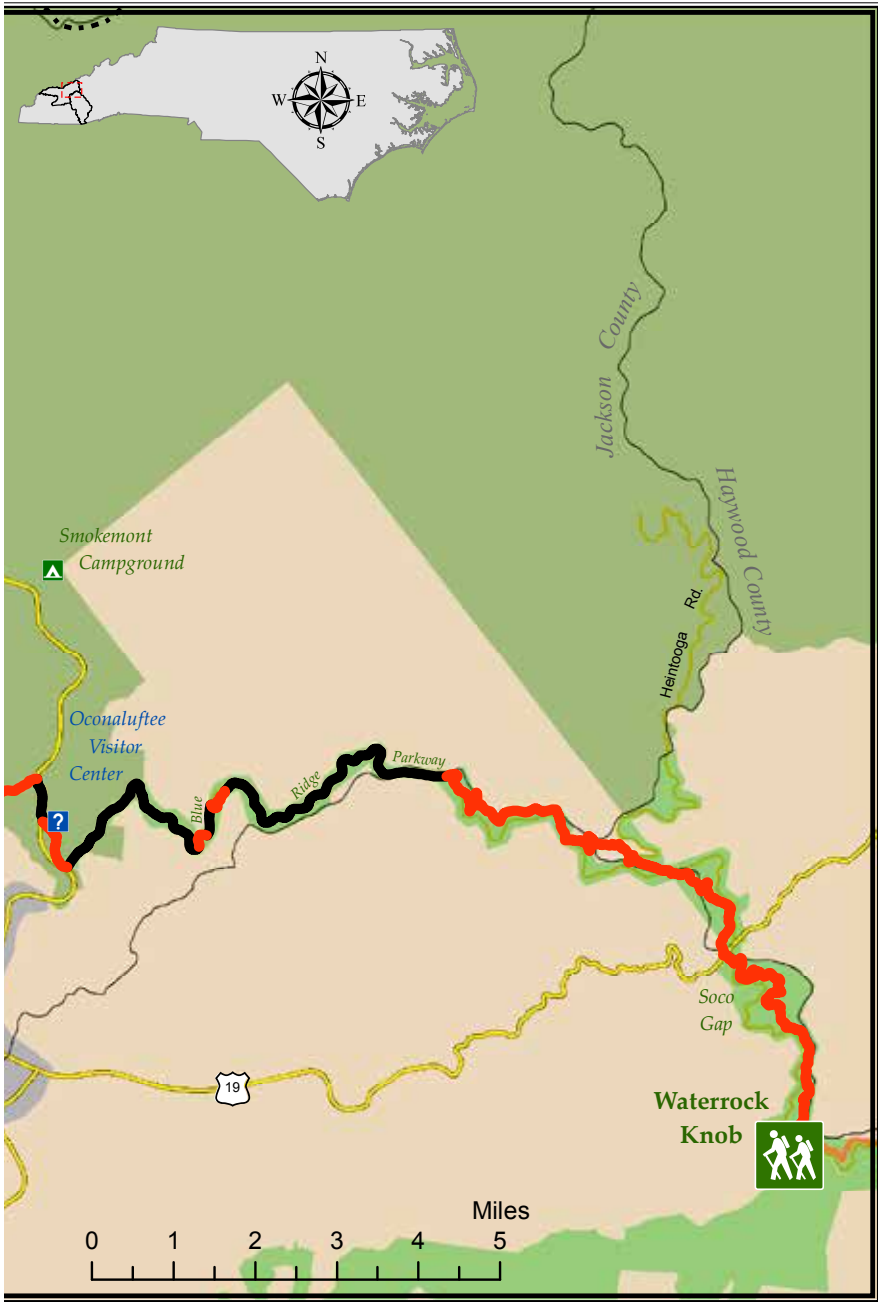 N
W E
S
Jackson County
Haywood County
Smokemont
Campground
Heintooga Rd.
Oconaluftee
Visitor
Center
?
Blue Ridge Parkway
Soco
Gap
19
Waterrock
Knob
Miles
0 1 2 3 4 5